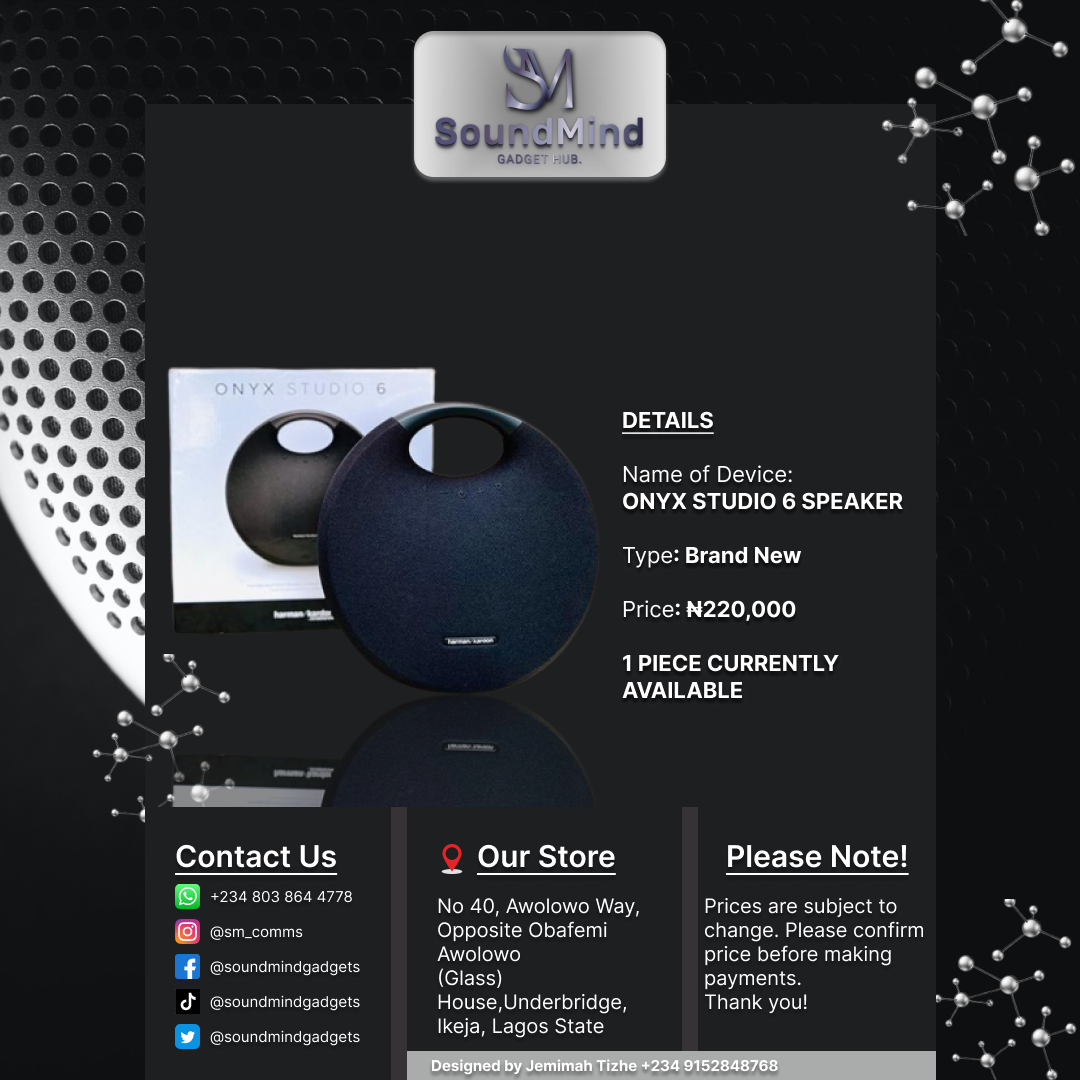 SM
SoundMind
GADGET HUB.
ONYX STUDIO 6
harman/kardon
harman/kardon
DETAILS
Name of Device:
ONYX STUDIO 6 SPEAKER
Type: Brand New
Price: ₦220,000
1 PIECE CURRENTLY
AVAILABLE
Contact Us
+234 803 864 4778
@sm_comms
@soundmindgadgets
@soundmindgadgets
@soundmindgadgets
Our Store
No 40, Awolowo Way,
Opposite Obafemi
Awolowo
(Glass)
House,Underbridge,
Ikeja, Lagos State
Please Note!
Prices are subject to
change. Please confirm
price before making
payments.
Thank you!
Designed by Jemimah Tizhe +234 9152848768